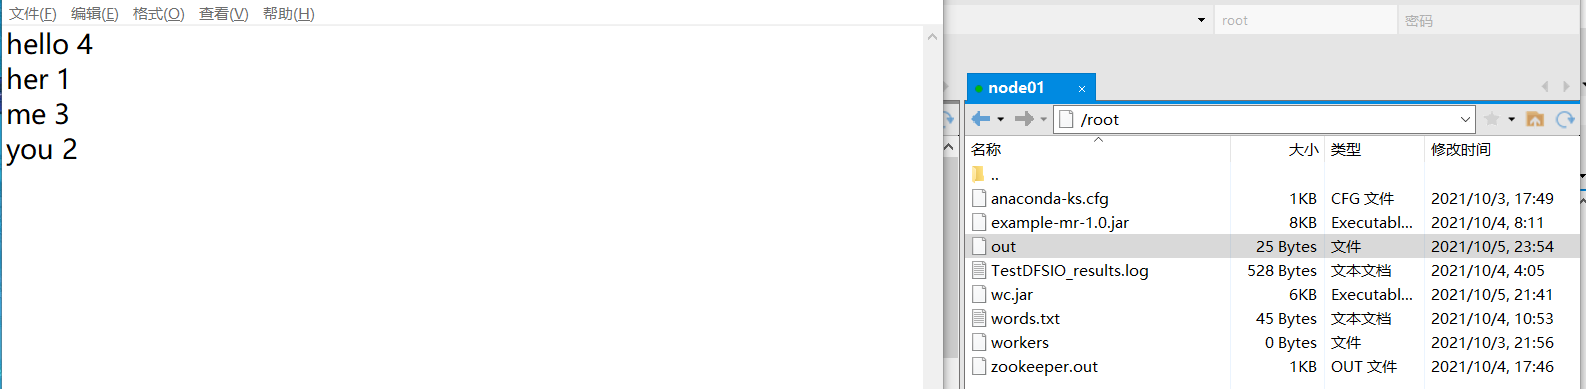 文件(F) 编辑(E) 格式(O) 查看(V) 帮助(H)
hello 4
her 1
me 3
you 2
root 密码
node01 ×
/root
名称 大小 类型 修改时间
..
anaconda-ks.cfg 1KB CFG 文件 2021/10/3, 17:49
example-mr-1.0.jar 8KB Executabl... 2021/10/4, 8:11
out 25 Bytes 文件 2021/10/5, 23:54
TestDFSIO_results.log 528 Bytes 文本文档 2021/10/4, 4:05
wc.jar 6KB Executabl... 2021/10/5, 21:41
words.txt 45 Bytes 文本文档 2021/10/4, 10:53
workers 0 Bytes 文件 2021/10/3, 21:56
zookeeper.out 1KB OUT 文件 2021/10/4, 17:46